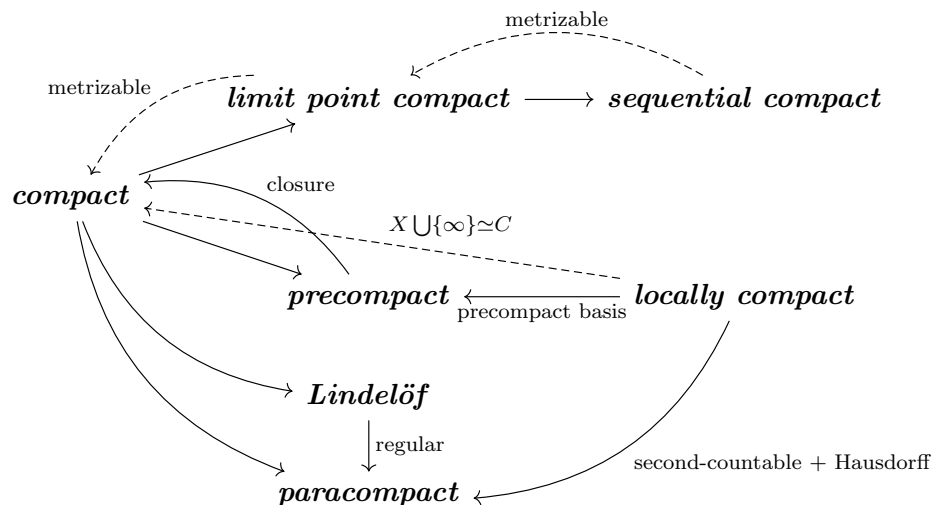 metrizable
metrizable
limit point compact
sequential compact
compact
closure
X ⋃{∞}≃C
precompact
locally compact
precompact basis
Lindelöf
regular
second-countable + Hausdorff
paracompact